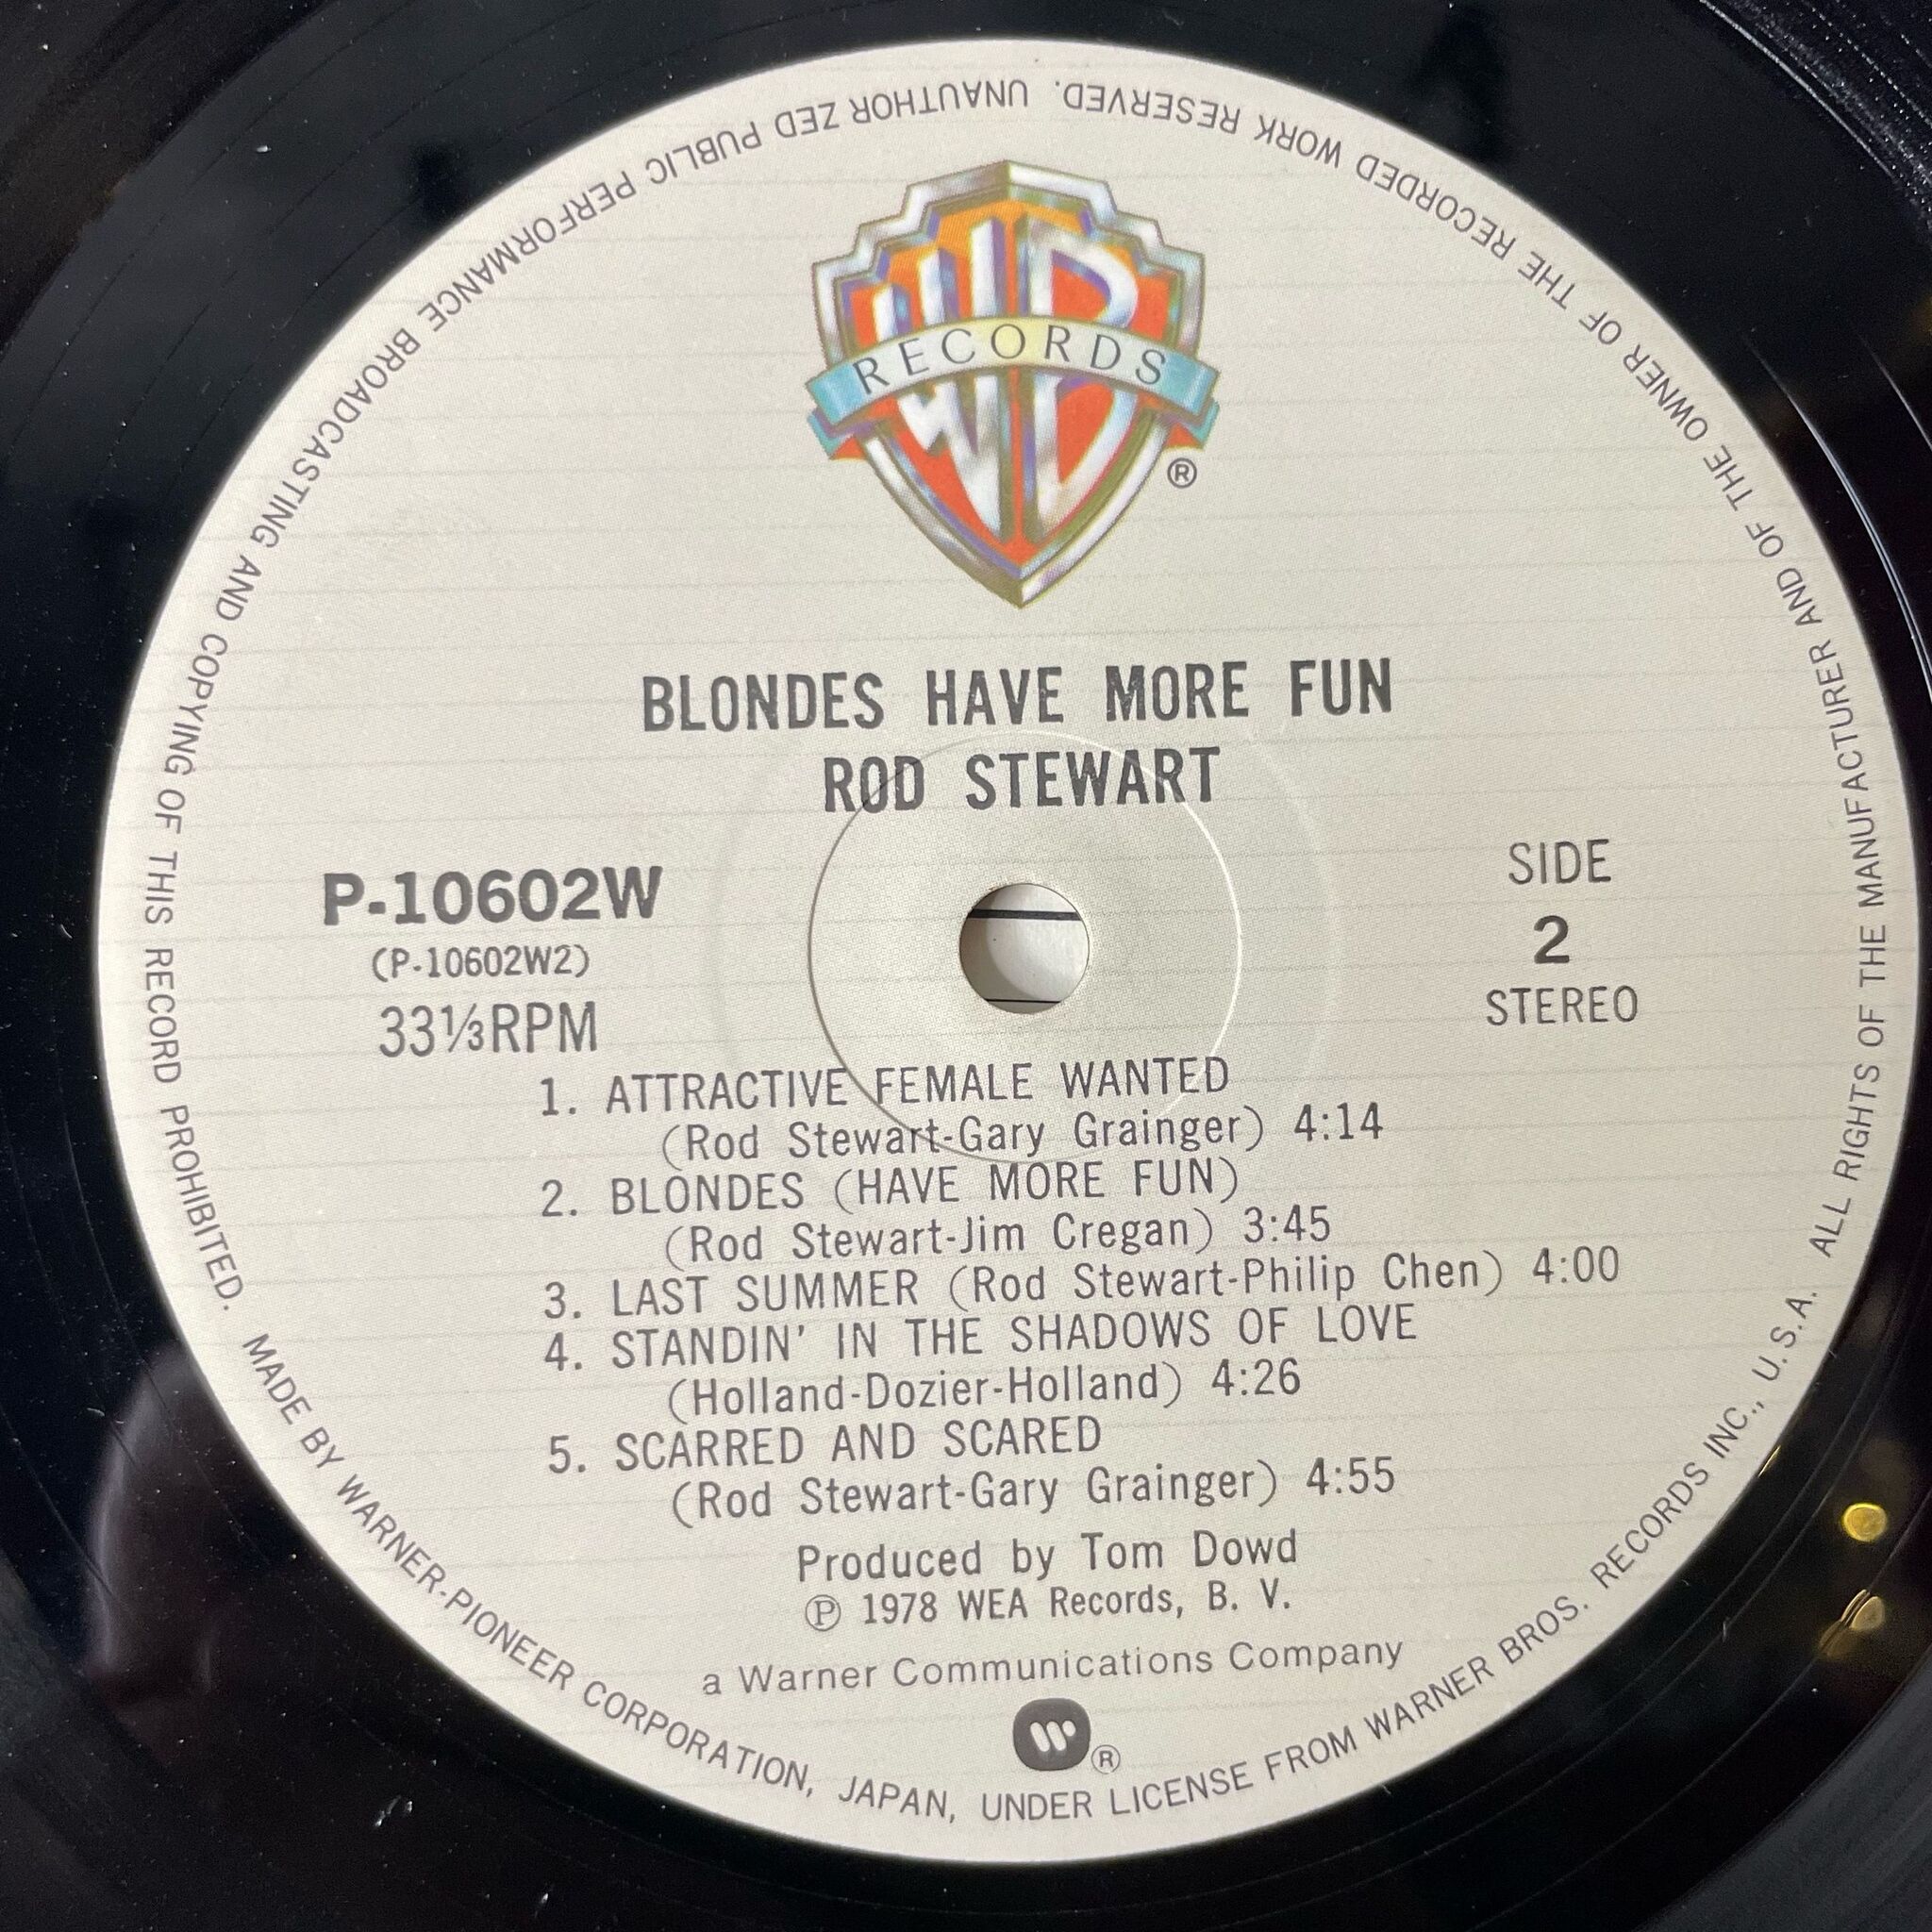 WB
RECORDS
®
BLONDES HAVE MORE FUN
ROD STEWART
P-10602W
(P-10602W2)
33⅓RPM
SIDE
2
STEREO
1. ATTRACTIVE FEMALE WANTED
(Rod Stewart-Gary Grainger) 4:14
2. BLONDES (HAVE MORE FUN)
(Rod Stewart-Jim Cregan) 3:45
3. LAST SUMMER (Rod Stewart-Philip Chen) 4:00
4. STANDIN' IN THE SHADOWS OF LOVE
(Holland-Dozier-Holland) 4:26
5. SCARRED AND SCARED
(Rod Stewart-Gary Grainger) 4:55
Produced by Tom Dowd
℗ 1978 WEA Records, B. V.
a Warner Communications Company
W ®
MADE BY WARNER-PIONEER CORPORATION, JAPAN, UNDER LICENSE FROM WARNER BROS. RECORDS INC., U.S.A. ALL RIGHTS OF THE MANUFACTURER AND OF THE OWNER OF THE RECORDED WORK RESERVED. UNAUTHOR ZED PUBLIC PERFORMANCE BROADCASTING AND COPYING OF THIS RECORD PROHIBITED.